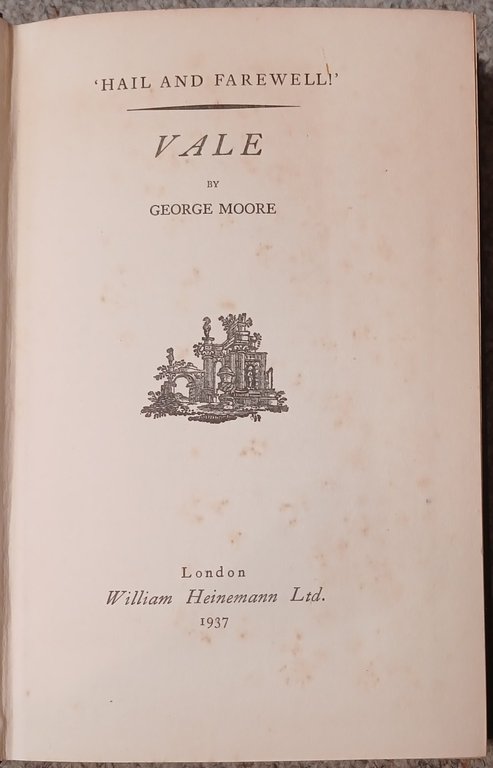 ‘HAIL AND FAREWELL!’
VALE
BY
GEORGE MOORE
London
William Heinemann Ltd.
1937